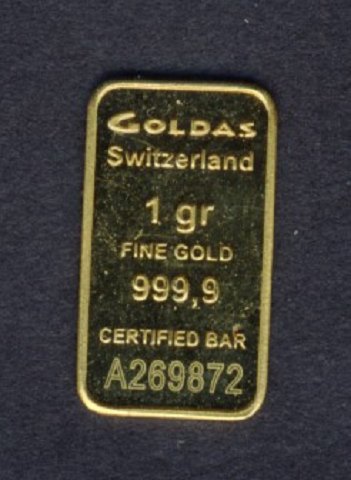 GOLDAS
Switzerland
1 gr
FINE GOLD
999,9
CERTIFIED BAR
A269872